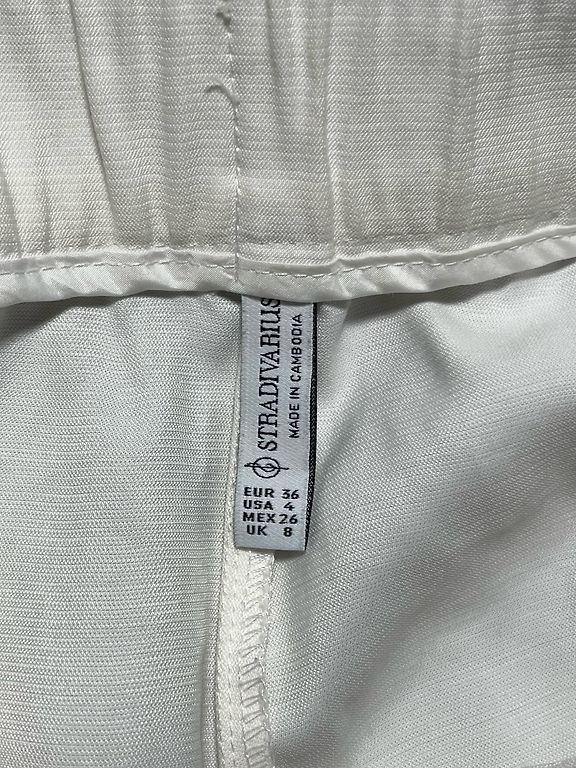 STRADIVARIUS
MADE IN CAMBODIA
EUR 36
USA 4
MEX 26
UK 8